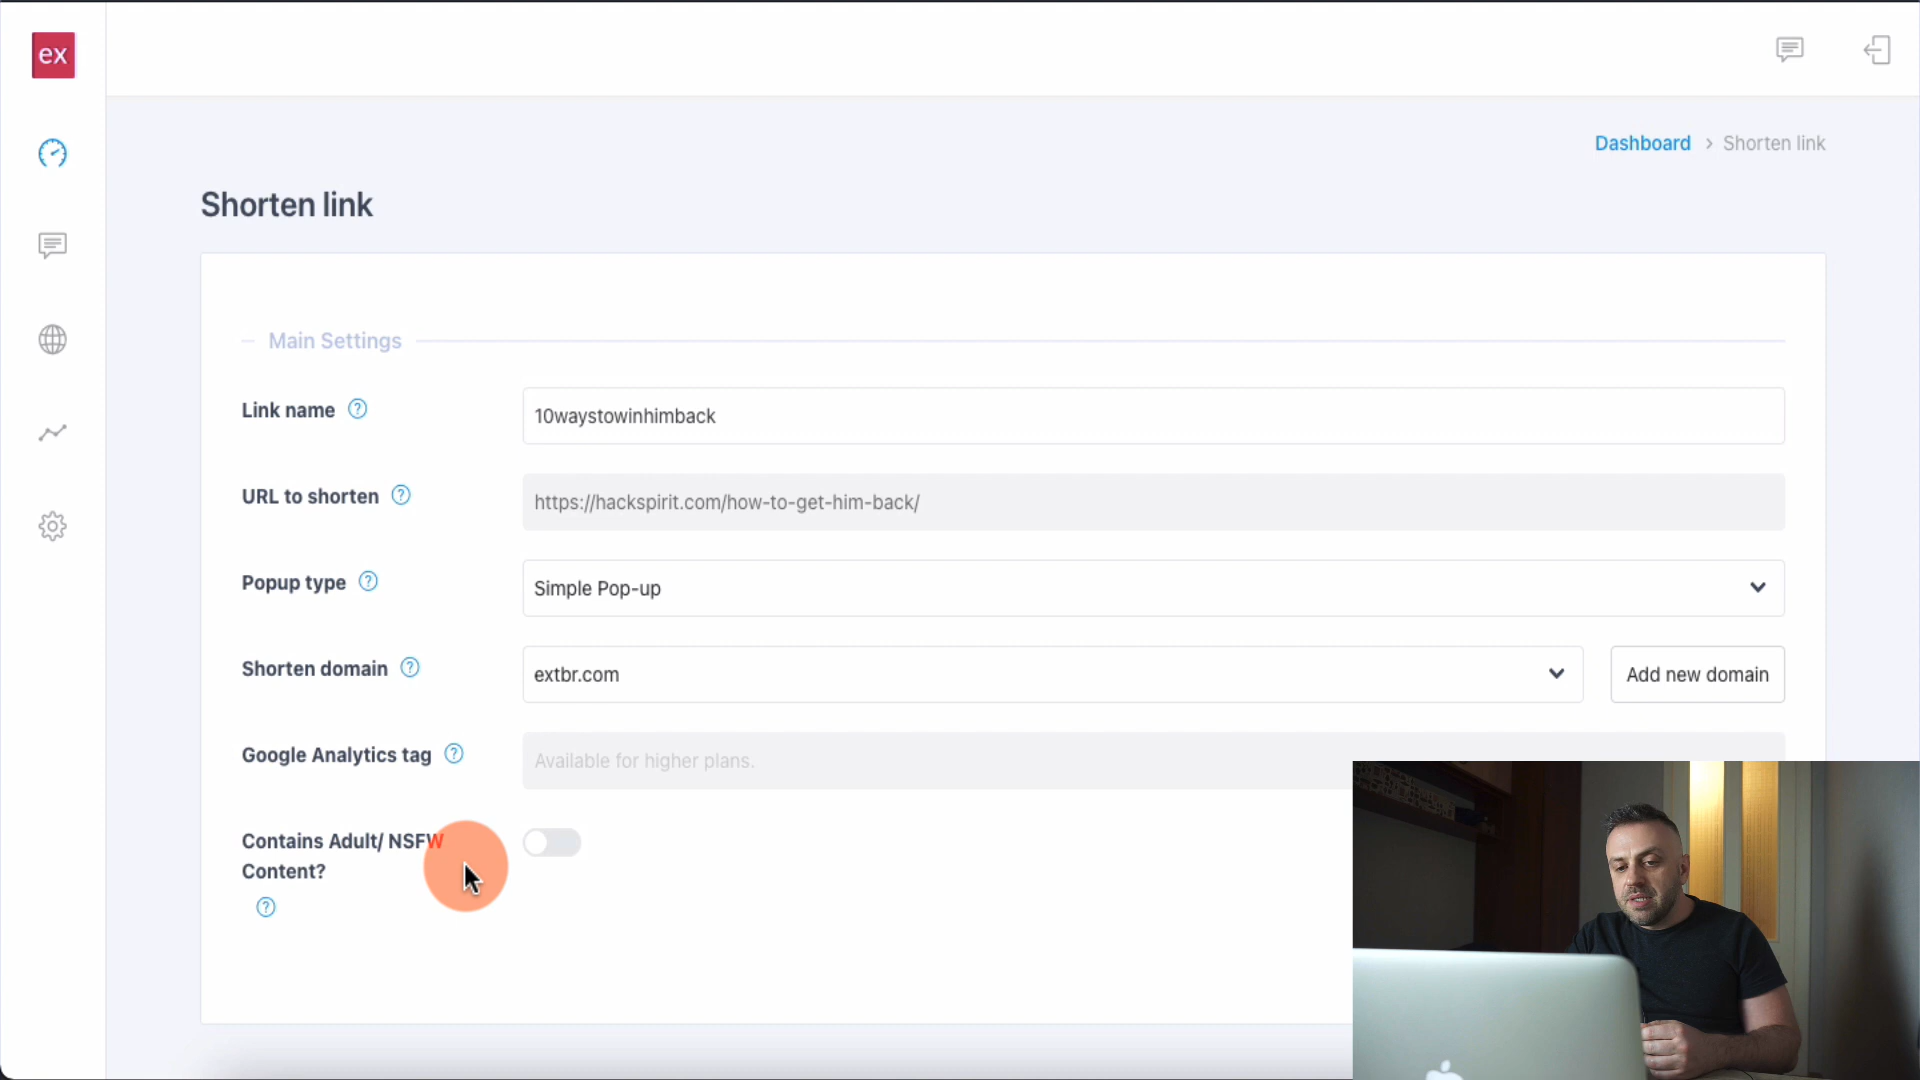 ex
Dashboard > Shorten link
Shorten link
Main Settings
Link name ?
10waystowinhimback
URL to shorten ?
https://hackspirit.com/how-to-get-him-back/
Popup type ?
Simple Pop-up
Shorten domain ?
extbr.com
Add new domain
Google Analytics tag ?
Available for higher plans.
Contains Adult/ NSFW
Content?
?